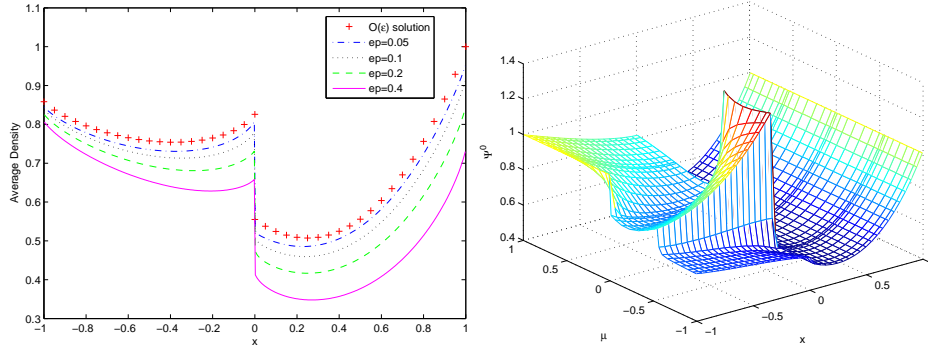 1.1
1
0.9
0.8
0.7
0.6
0.5
0.4
0.3
Average Density
−1 −0.8 −0.6 −0.4 −0.2 0 0.2 0.4 0.6 0.8 1
x
O(ε) solution
ep=0.05
ep=0.1
ep=0.2
ep=0.4
1.4
1.2
1
0.8
0.6
0.4
Ψ⁰
1
0.5
0
−0.5
−1
μ
−1
−0.5
0
0.5
1
x